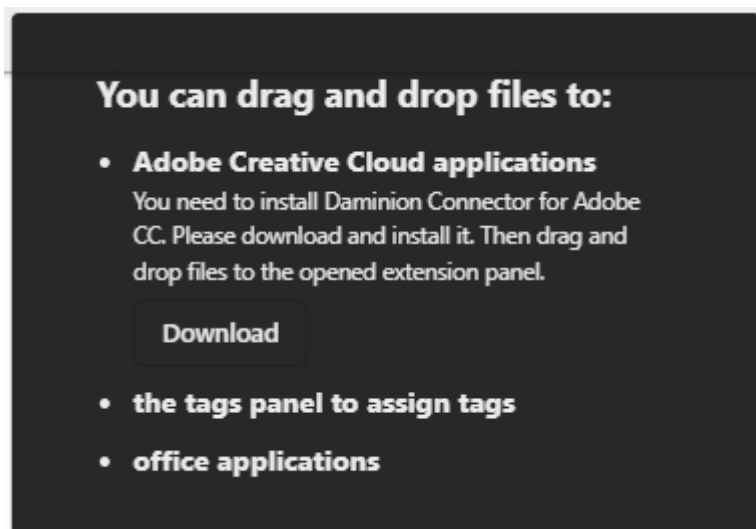 You can drag and drop files to:
• Adobe Creative Cloud applications
You need to install Daminion Connector for Adobe
CC. Please download and install it. Then drag and
drop files to the opened extension panel.
Download
• the tags panel to assign tags
• office applications